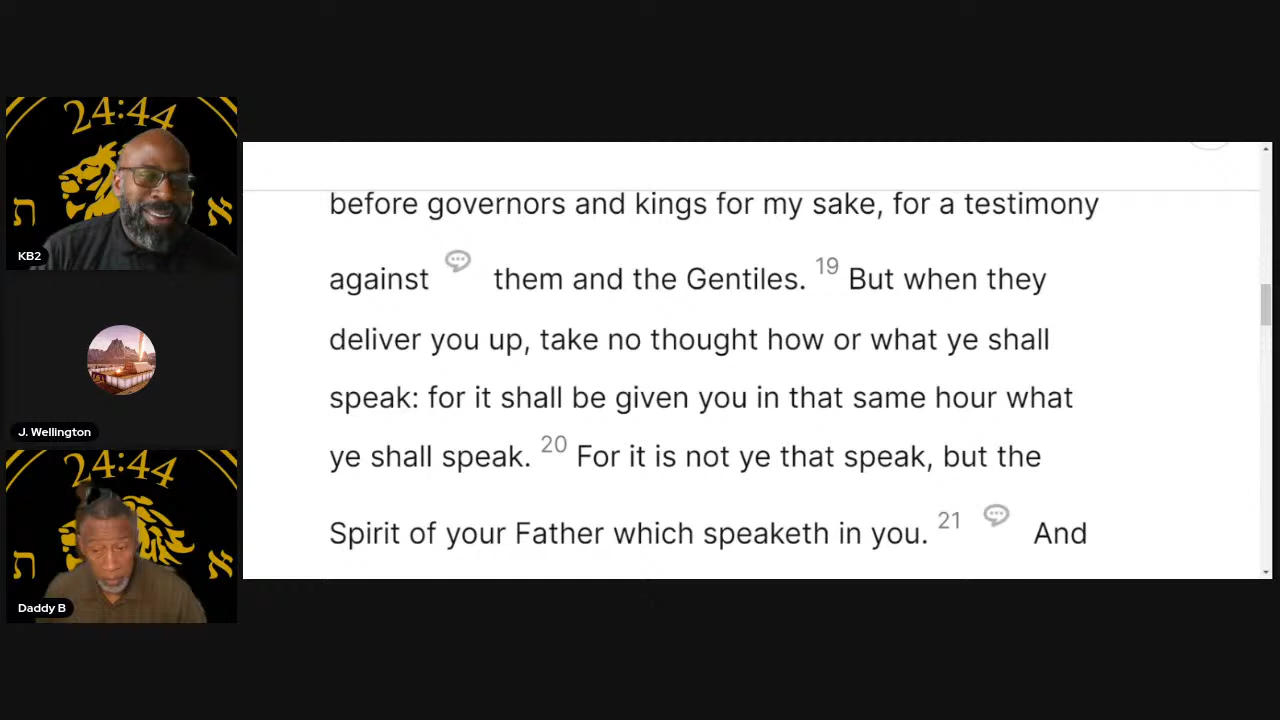 24:44
ת
א
KB2
J. Wellington
24:44
ת
א
Daddy B
before governors and kings for my sake, for a testimony
against them and the Gentiles. 19 But when they
deliver you up, take no thought how or what ye shall
speak: for it shall be given you in that same hour what
ye shall speak. 20 For it is not ye that speak, but the
Spirit of your Father which speaketh in you. 21 And